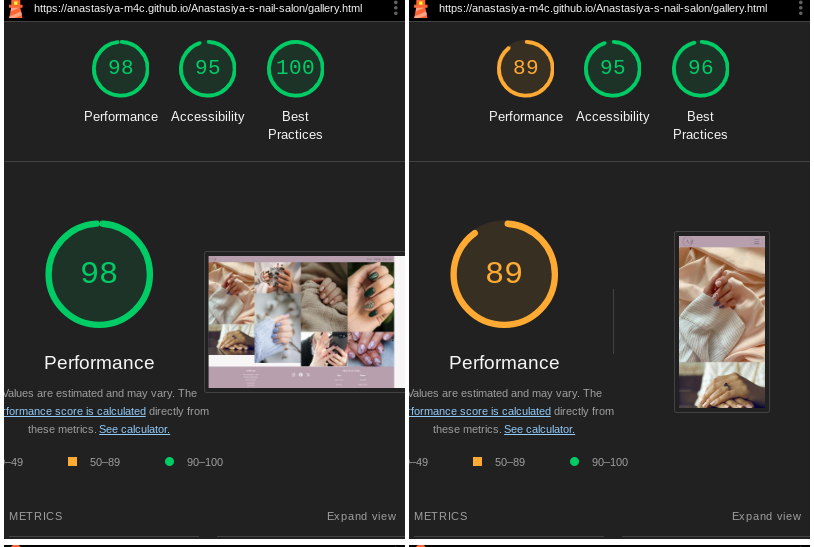 https://anastasiya-m4c.github.io/Anastasiya-s-nail-salon/gallery.html
98
95
100
Performance
Accessibility
Best
Practices
98
Performance
Values are estimated and may vary. The
formance score is calculated directly from
these metrics. See calculator.
–49
50–89
90–100
METRICS
Expand view
https://anastasiya-m4c.github.io/Anastasiya-s-nail-salon/gallery.html
89
95
96
Performance
Accessibility
Best
Practices
89
Performance
Values are estimated and may vary. The
formance score is calculated directly from
these metrics. See calculator.
–49
50–89
90–100
METRICS
Expand view